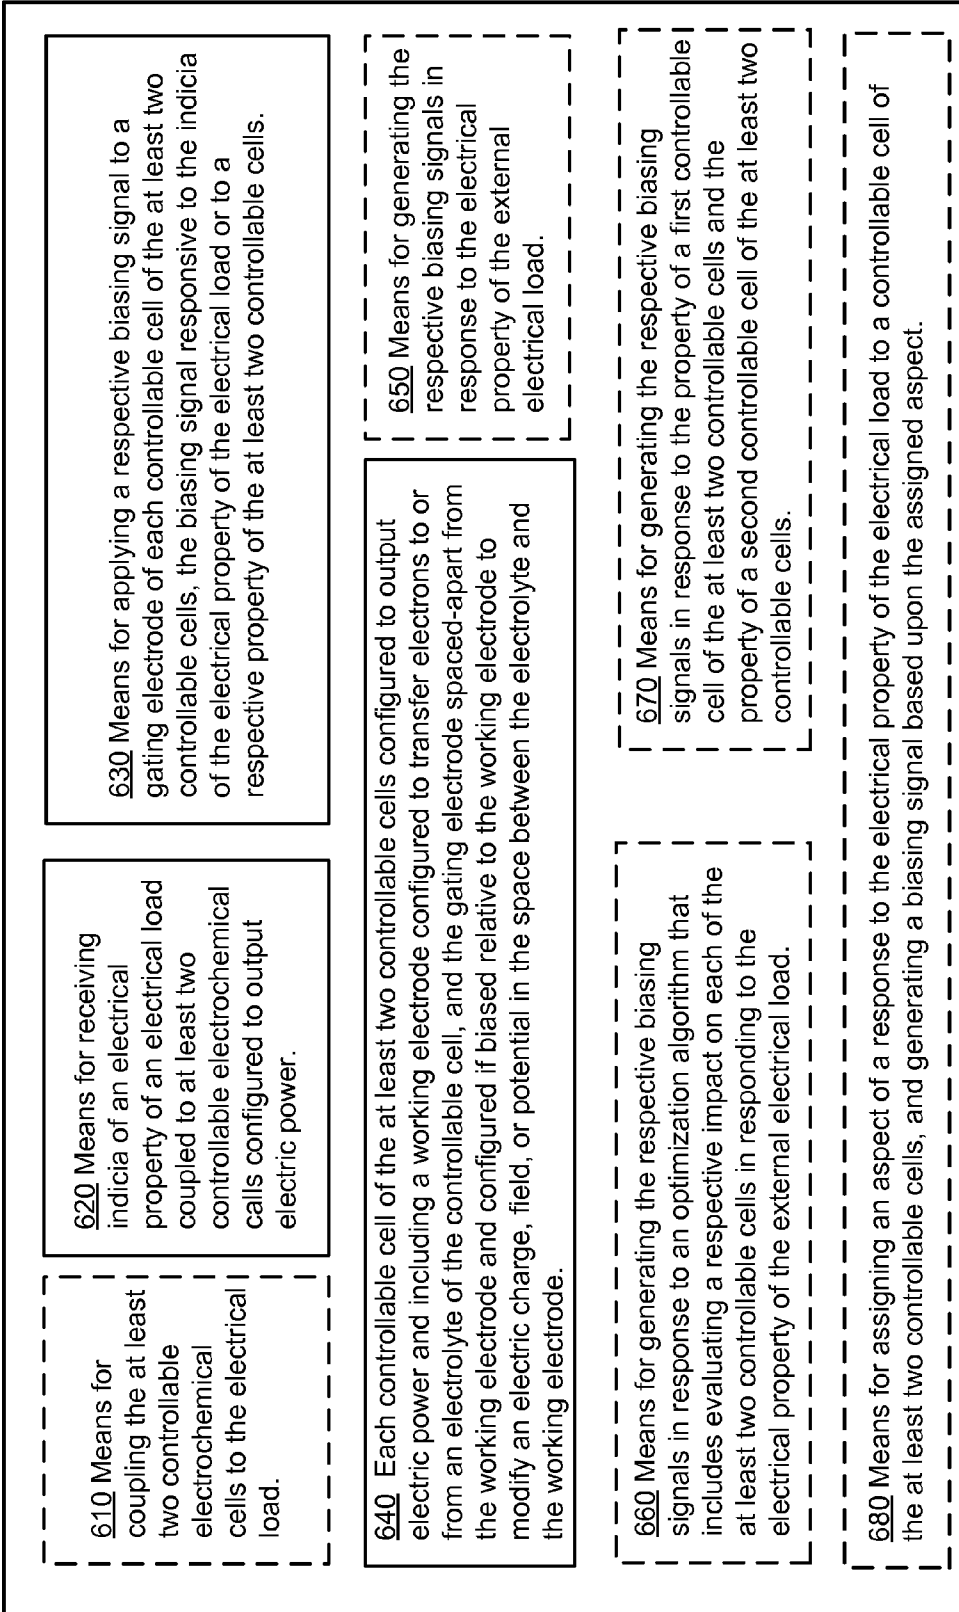 610 Means for
coupling the at least
two controllable
electrochemical
cells to the electrical
load.
620 Means for receiving
indicia of an electrical
property of an electrical load
coupled to at least two
controllable electrochemical
calls configured to output
electric power.
630 Means for applying a respective biasing signal to a
gating electrode of each controllable cell of the at least two
controllable cells, the biasing signal responsive to the indicia
of the electrical property of the electrical load or to a
respective property of the at least two controllable cells.
640 Each controllable cell of the at least two controllable cells configured to output
electric power and including a working electrode configured to transfer electrons to or
from an electrolyte of the controllable cell, and the gating electrode spaced-apart from
the working electrode and configured if biased relative to the working electrode to
modify an electric charge, field, or potential in the space between the electrolyte and
the working electrode.
650 Means for generating the
respective biasing signals in
response to the electrical
property of the external
electrical load.
660 Means for generating the respective biasing
signals in response to an optimization algorithm that
includes evaluating a respective impact on each of the
at least two controllable cells in responding to the
electrical property of the external electrical load.
670 Means for generating the respective biasing
signals in response to the property of a first controllable
cell of the at least two controllable cells and the
property of a second controllable cell of the at least two
controllable cells.
680 Means for assigning an aspect of a response to the electrical property of the electrical load to a controllable cell of
the at least two controllable cells, and generating a biasing signal based upon the assigned aspect.